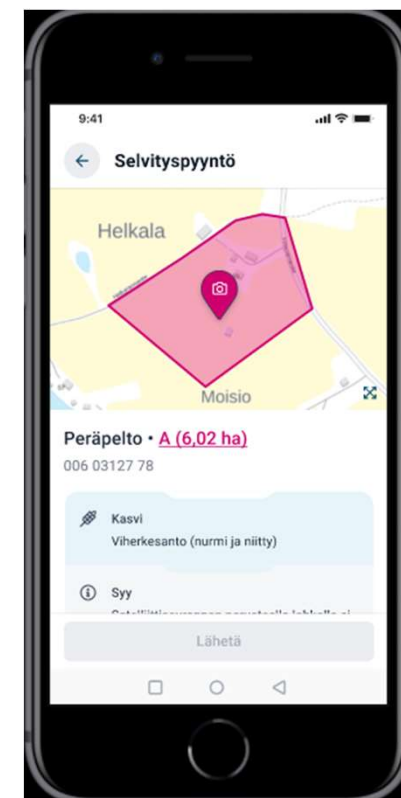 9:41
Selvityspyyntö
Helkala
Moisio
Peräpelto • A (6,02 ha)
006 03127 78
Kasvi
Viherkesanto (nurmi ja niitty)
Syy
Lähetä